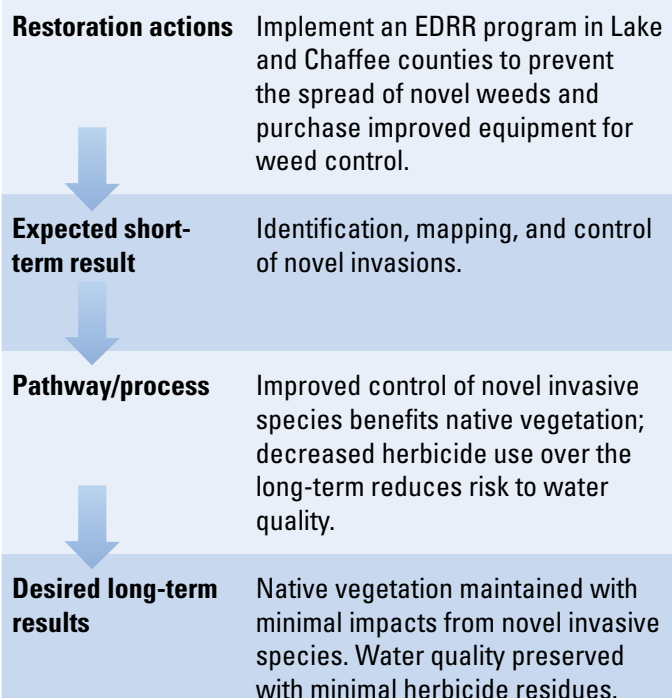 Restoration actions Implement an EDRR program in Lake
and Chaffee counties to prevent
the spread of novel weeds and
purchase improved equipment for
weed control.
Expected short- Identification, mapping, and control
term result of novel invasions.
Pathway/process Improved control of novel invasive
species benefits native vegetation;
decreased herbicide use over the
long-term reduces risk to water
quality.
Desired long-term Native vegetation maintained with
results minimal impacts from novel invasive
species. Water quality preserved
with minimal herbicide residues.